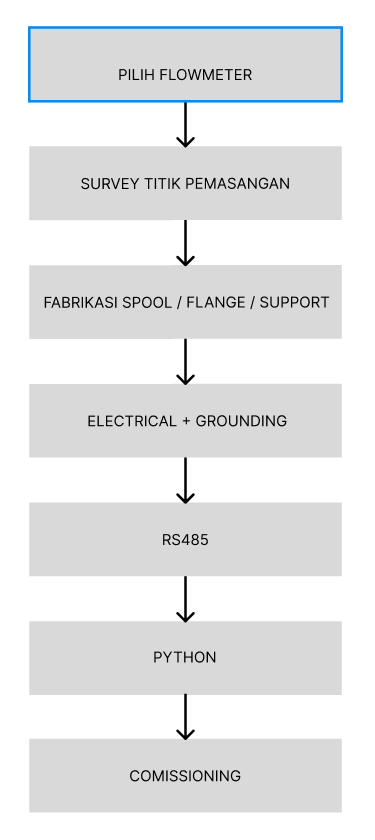 PILIH FLOWMETER
SURVEY TITIK PEMASANGAN
FABRIKASI SPOOL / FLANGE / SUPPORT
ELECTRICAL + GROUNDING
RS485
PYTHON
COMISSIONING